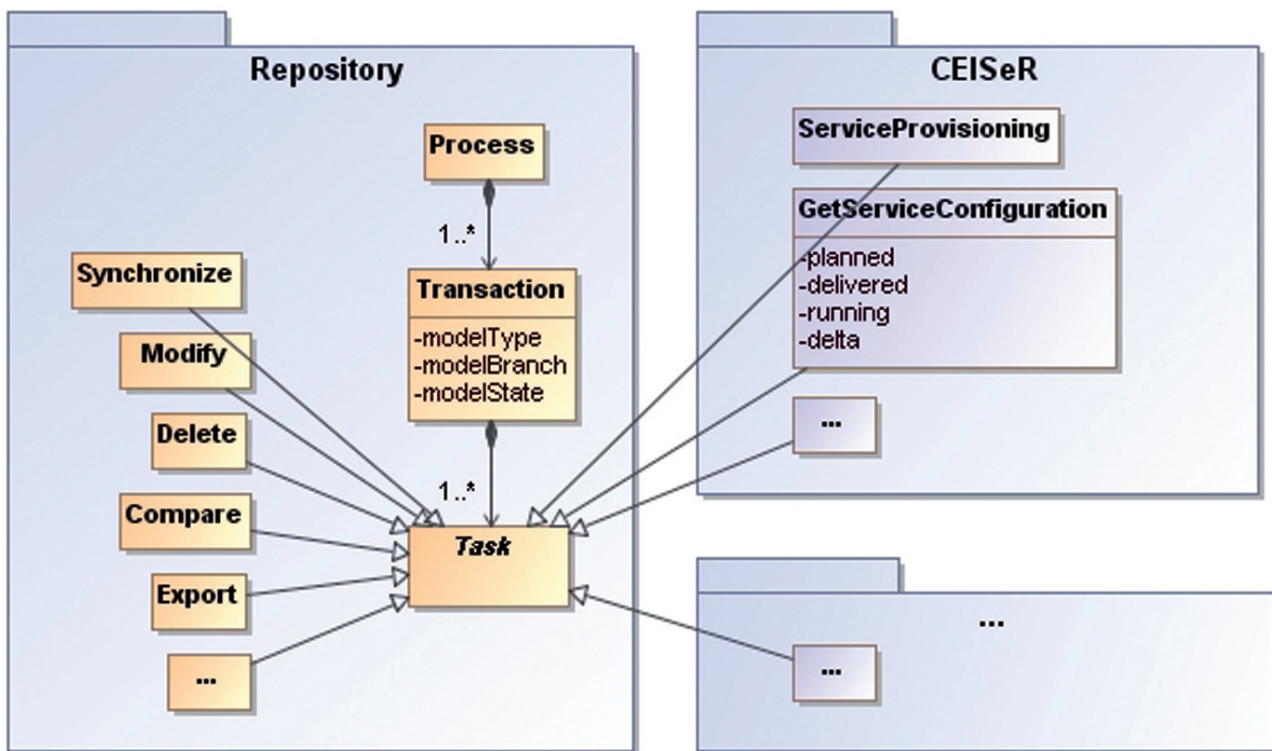 Repository
Process
1..*
Synchronize
Transaction
-modelType
-modelBranch
-modelState
Modify
Delete
Compare
Export
...
1..*
Task
CEISeR
ServiceProvisioning
GetServiceConfiguration
-planned
-delivered
-running
-delta
...
...
...